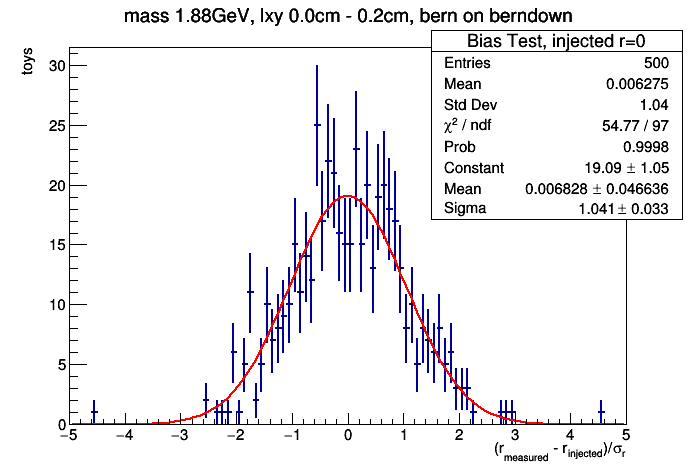 mass 1.88GeV, lxy 0.0cm - 0.2cm, bern on berndown
Bias Test, injected r=0
Entries 500
Mean 0.006275
Std Dev 1.04
χ² / ndf 54.77 / 97
Prob 0.9998
Constant 19.09 ± 1.05
Mean 0.006828 ± 0.046636
Sigma 1.041 ± 0.033
toys
30
25
20
15
10
5
0
−5 −4 −3 −2 −1 0 1 2 3 4 5
(r_measured - r_injected)/σ_r